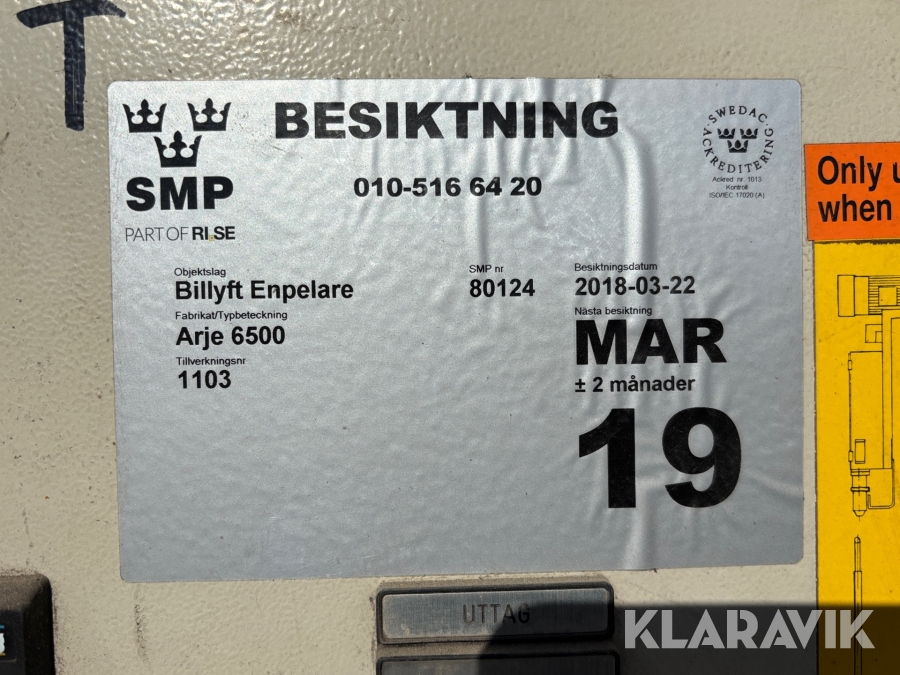 T
BESIKTNING
010-516 64 20
SMP
PART OF RI.SE
SWEDAC
ACKREDITERING
Ackred. nr. 1013
Kontroll
ISO/IEC 17020 (A)
Objektslag
Billyft Enpelare
SMP nr
80124
Besiktningsdatum
2018-03-22
Fabrikat/Typbeteckning
Arje 6500
Nästa besiktning
MAR
± 2 månader
19
Tillverkningsnr
1103
Only
when
UTTAG
KLARAVIK